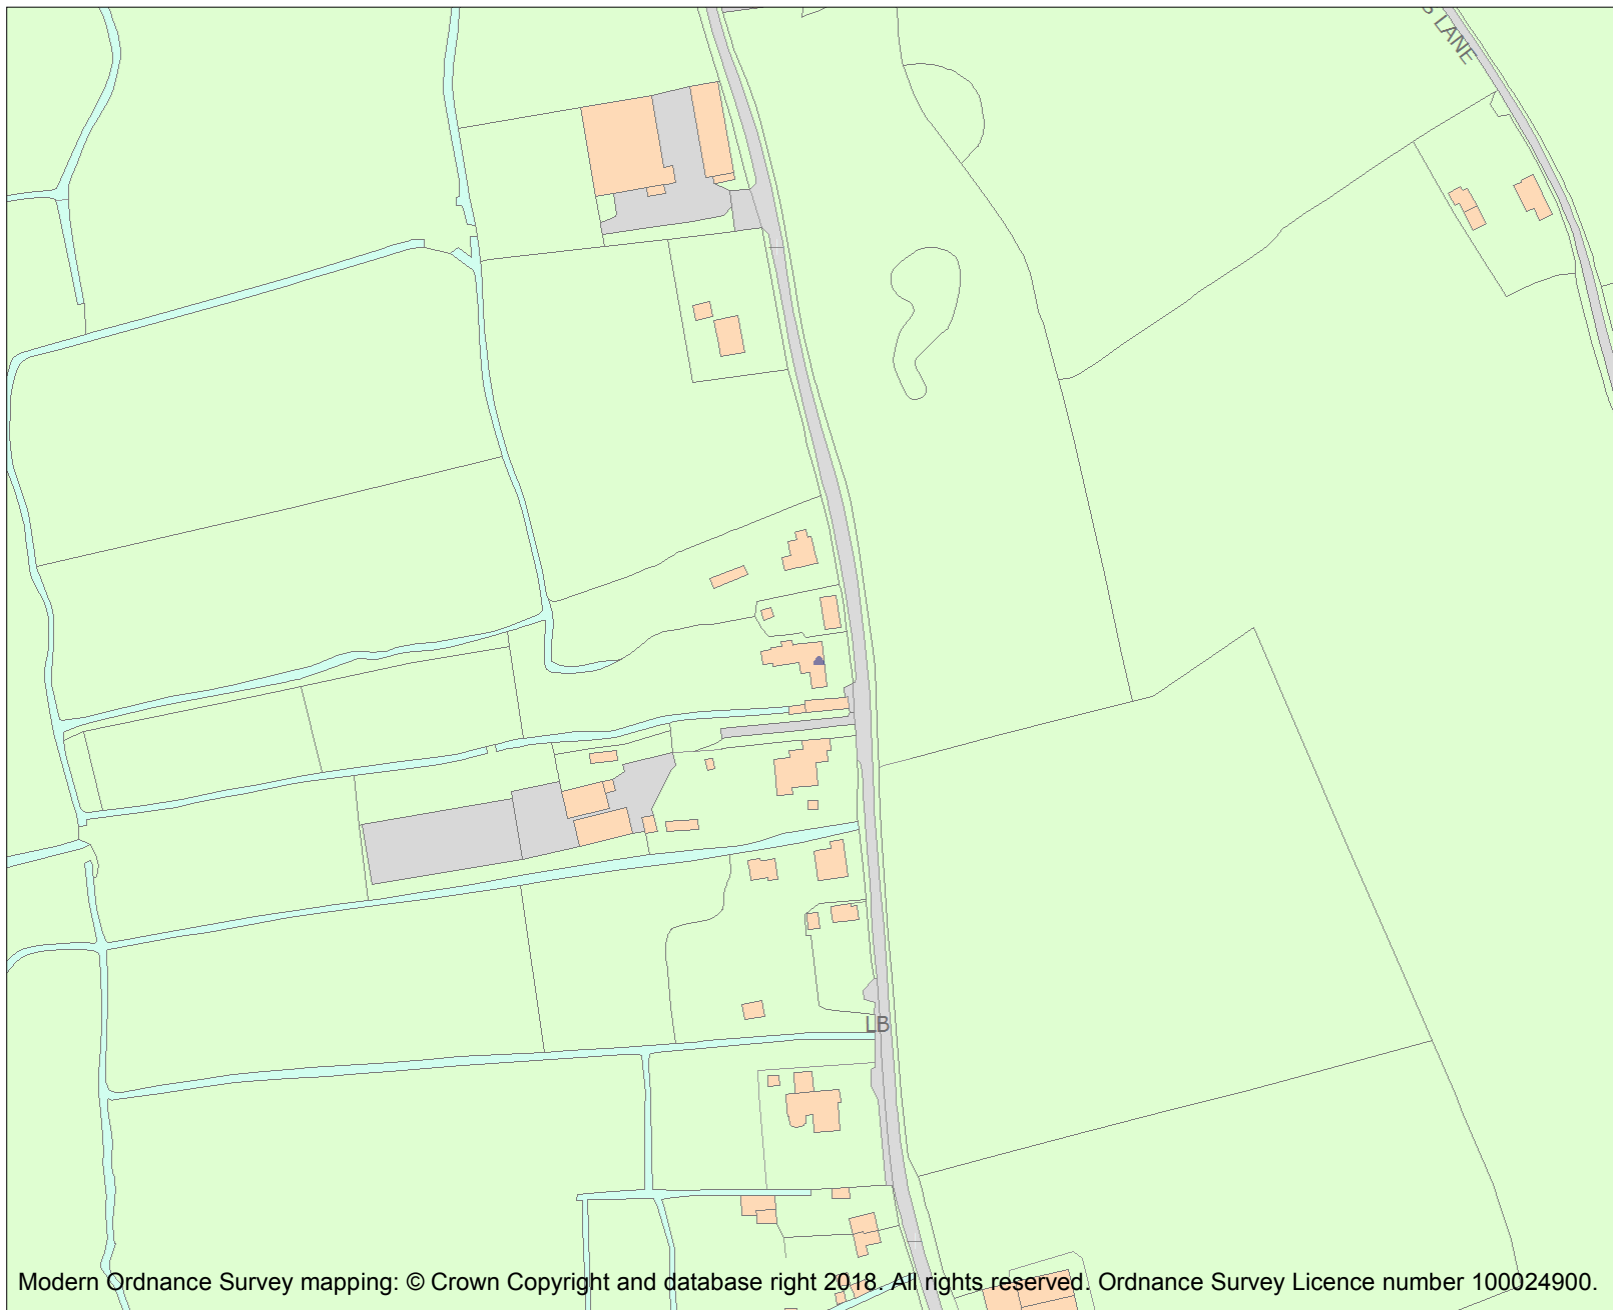 LANE
LB
Modern Ordnance Survey mapping: © Crown Copyright and database right 2018. All rights reserved. Ordnance Survey Licence number 100024900.